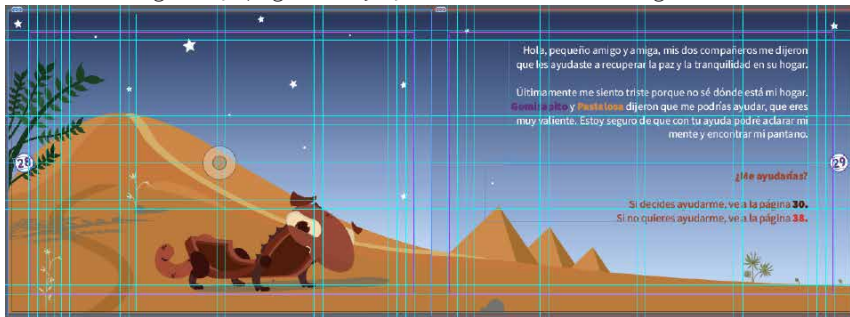 Hola, pequeño amigo y amiga, mis dos compañeros me dijeron
que les ayudaste a recuperar la paz y la tranquilidad en su hogar.
Últimamente me siento triste porque no sé dónde está mi hogar.
y Pastalosa dijeron que me podrías ayudar, que eres
muy valiente. Estoy seguro de que con tu ayuda podré aclarar mi
mente y encontrar mi pantano.
28
29
¿Me ayudarías?
Si decides ayudarme, ve a la página 30.
Si no quieres ayudarme, ve a la página 38.